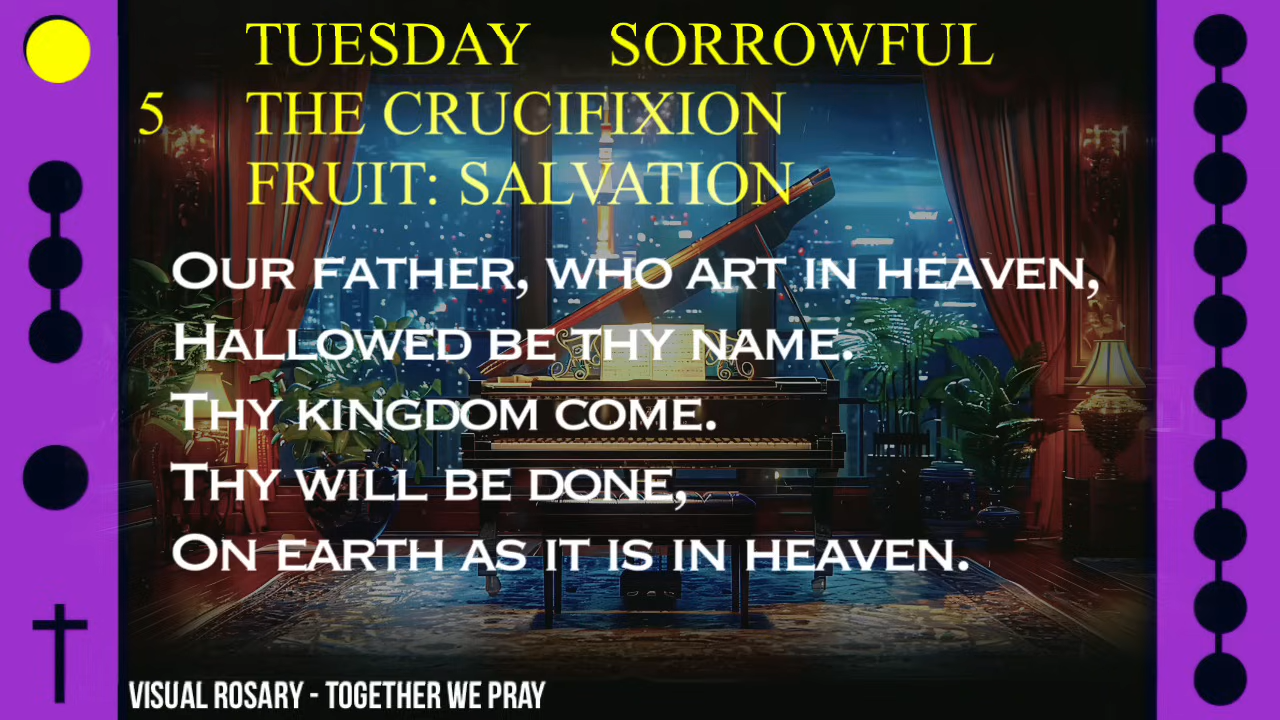 TUESDAY SORROWFUL
5 THE CRUCIFIXION
FRUIT: SALVATION
OUR FATHER, WHO ART IN HEAVEN,
HALLOWED BE THY NAME.
THY KINGDOM COME.
THY WILL BE DONE,
ON EARTH AS IT IS IN HEAVEN.
VISUAL ROSARY - TOGETHER WE PRAY